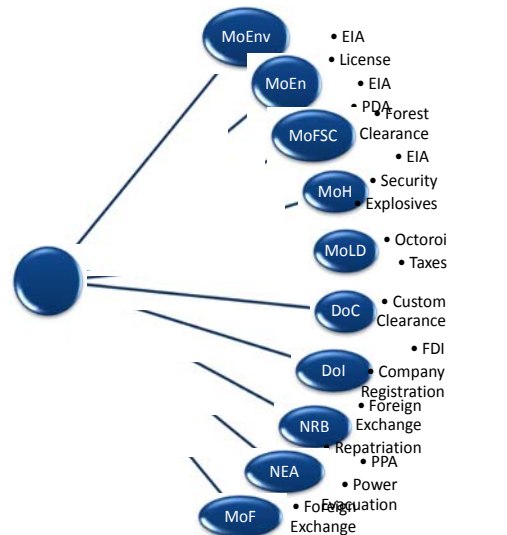 MoEnv
• EIA
• License
MoEn
• EIA
• PDA
• Forest
Clearance
MoFSC
• EIA
• Security
MoH
• Explosives
• Octoroi
MoLD
• Taxes
• Custom
DoC
Clearance
• FDI
DoI
• Company
Registration
• Foreign
NRB
Exchange
• Repatriation
• PPA
NEA
• Power
Evacuation
• Foreign
MoF
Exchange